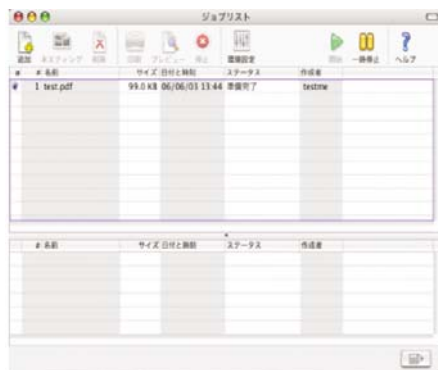 ジョブリスト
追加 ネスティング 削除 印刷 プレビュー 停止 環境設定 開始 一時停止 ヘルプ
# 名前 サイズ 日付と時刻 ステータス 作成者
1 test.pdf 99.0 KB 06/06/03 13:44 準備完了 testme
# 名前 サイズ 日付と時刻 ステータス 作成者